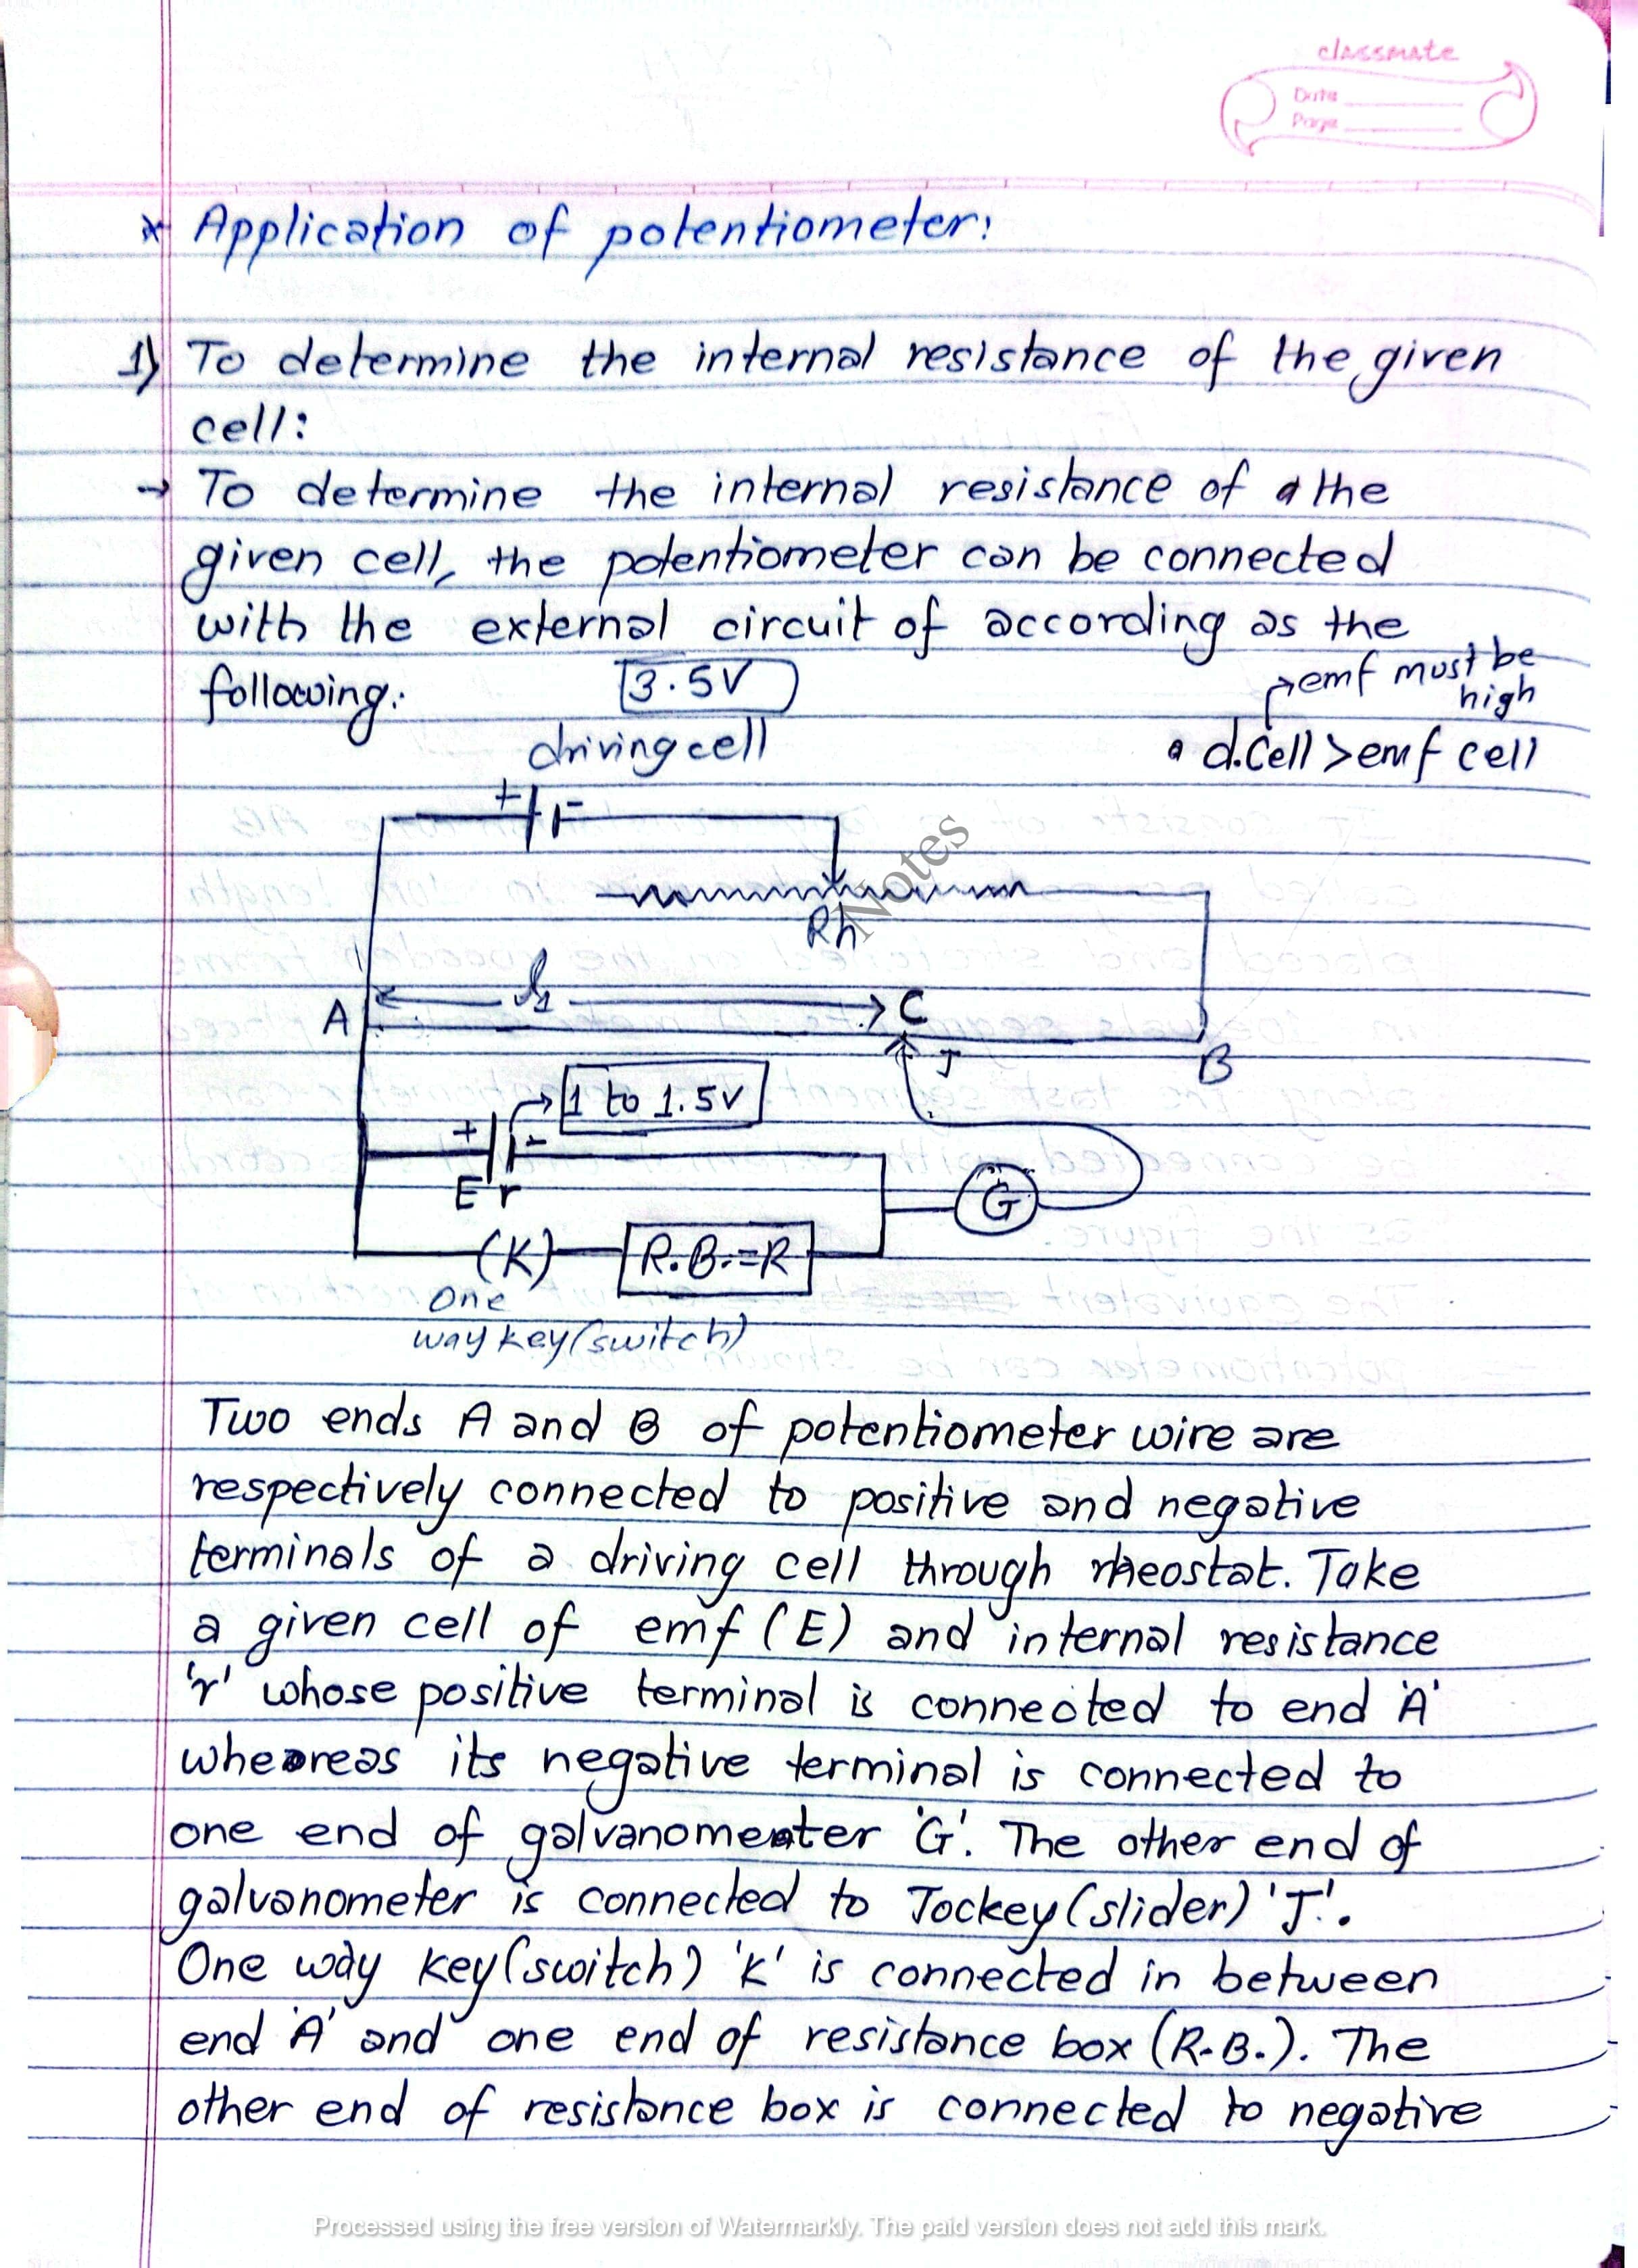 classmate
Date
Page
* Application of potentiometer:
1) To determine the internal resistance of the given
cell:
→ To determine the internal resistance of the
given cell, the potentiometer can be connected
with the external circuit of according as the
following:
3.5V
emf must be
high
driving cell
• d.Cell > emf cell
+ -
Rh
Notes
l1
A
C
J
B
1 to 1.5V
+ -
E r
G
(K)
R.B.=R
One
way key (switch)
Two ends A and B of potentiometer wire are
respectively connected to positive and negative
terminals of a driving cell through rheostat. Take
a given cell of emf (E) and internal resistance
'r' whose positive terminal is connected to end 'A'
whereas its negative terminal is connected to
one end of galvanometer 'G'. The other end of
galvanometer is connected to Jockey (slider) 'J'.
One way key (switch) 'K' is connected in between
end 'A' and one end of resistance box (R.B.). The
other end of resistance box is connected to negative
Processed using the free version of Watermarkly. The paid version does not add this mark.